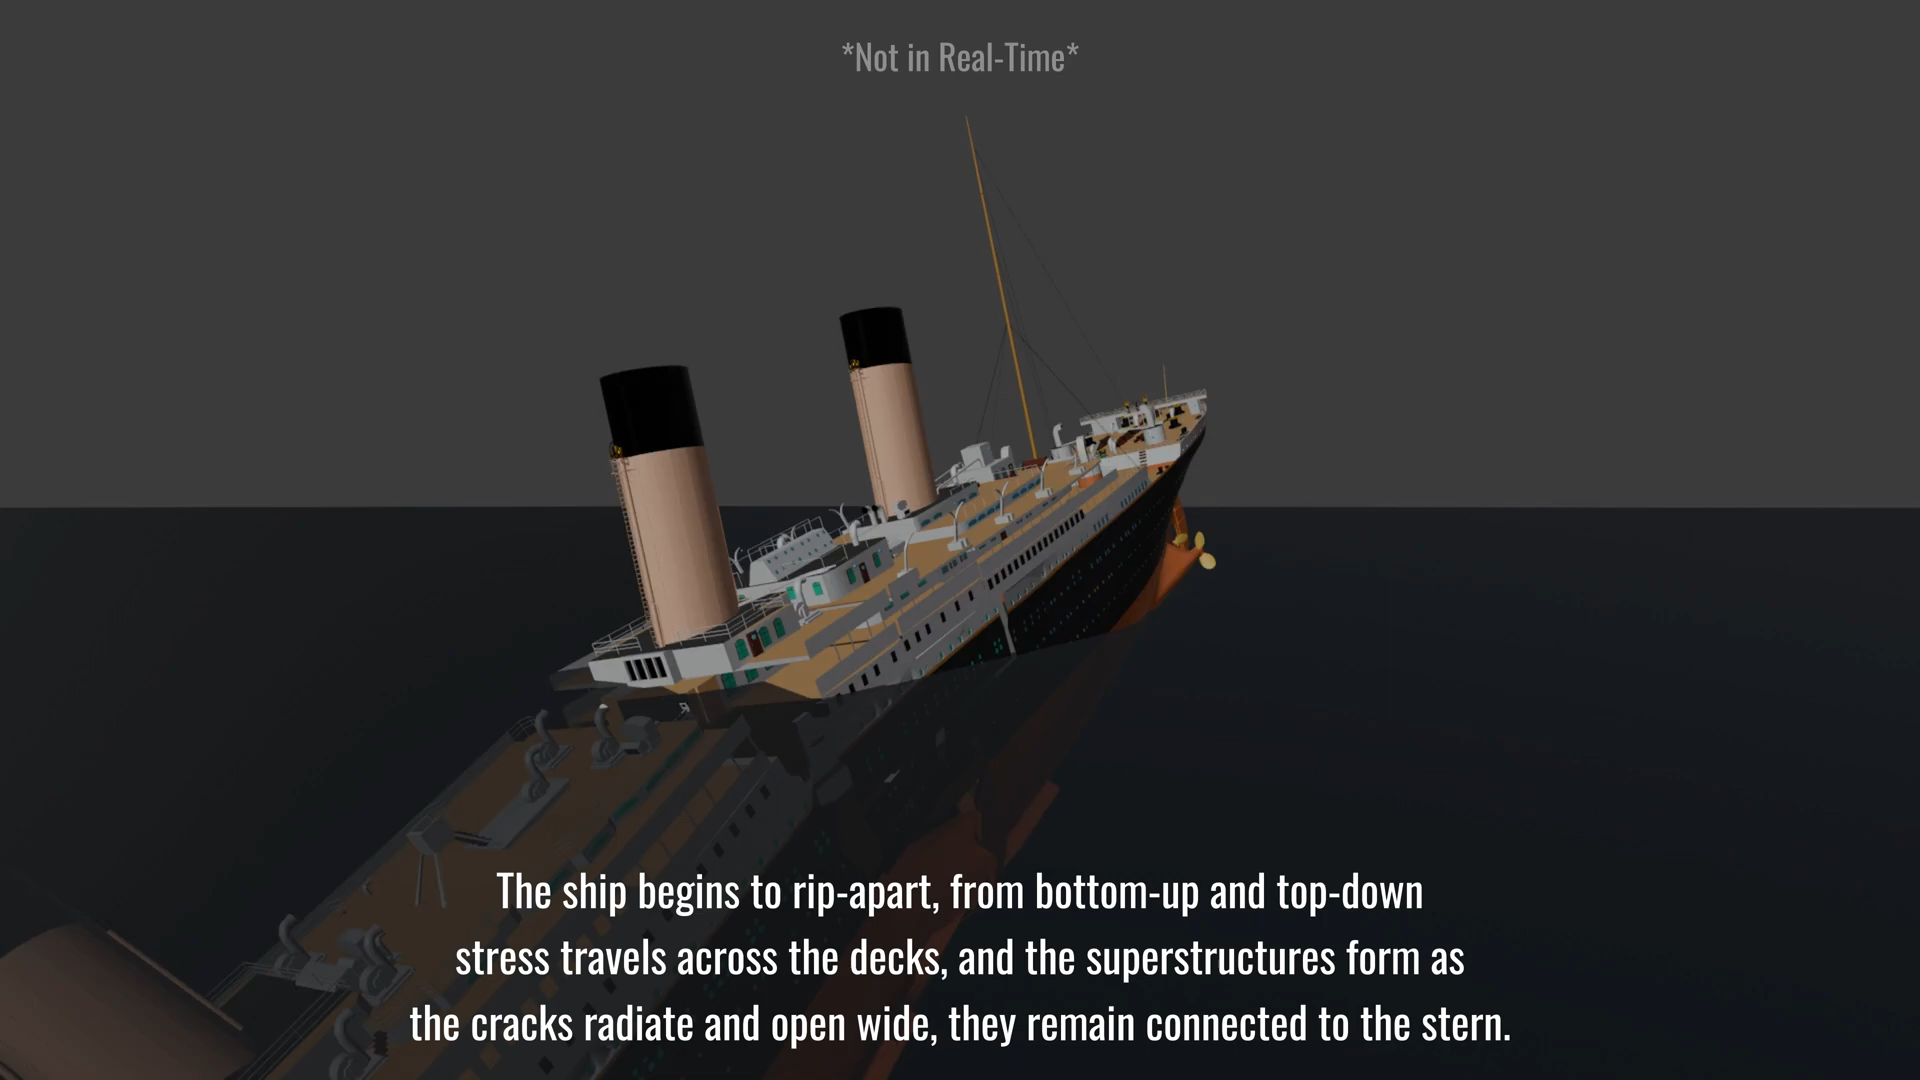 *Not in Real-Time*
The ship begins to rip-apart, from bottom-up and top-down
stress travels across the decks, and the superstructures form as
the cracks radiate and open wide, they remain connected to the stern.